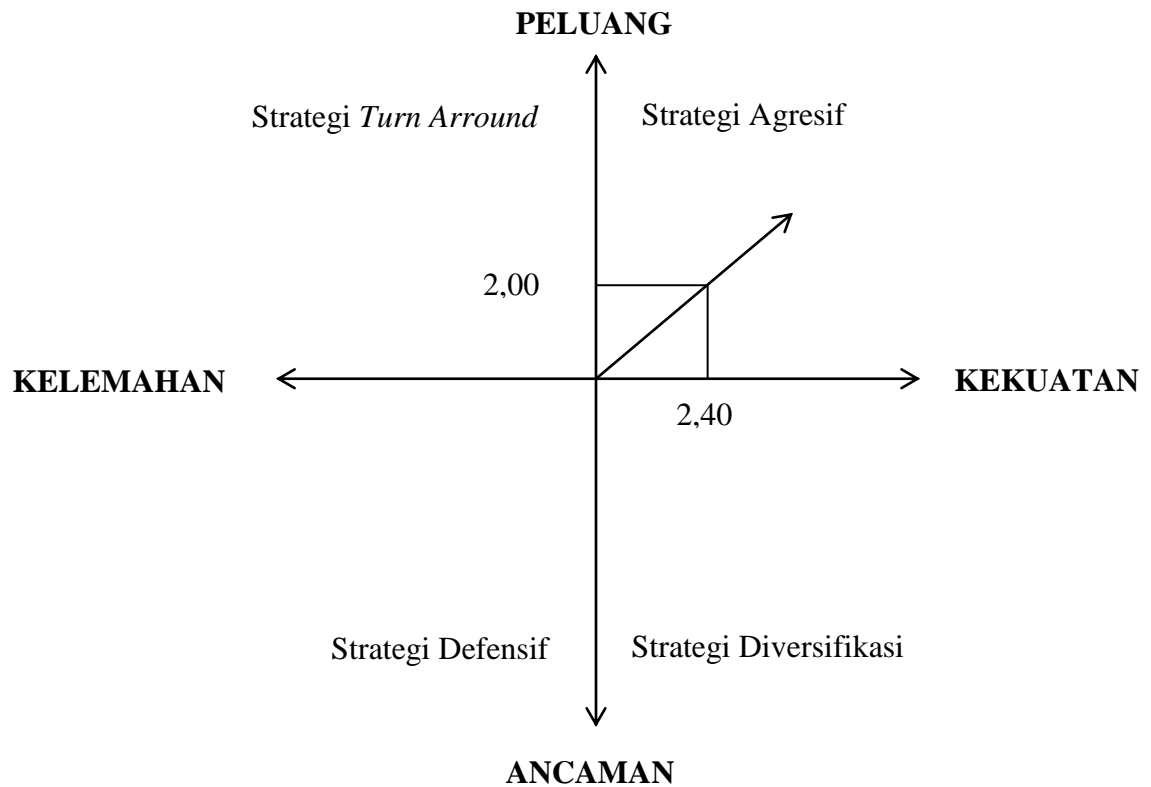 PELUANG
Strategi Turn Arround
Strategi Agresif
2,00
KELEMAHAN
KEKUATAN
2,40
Strategi Defensif
Strategi Diversifikasi
ANCAMAN